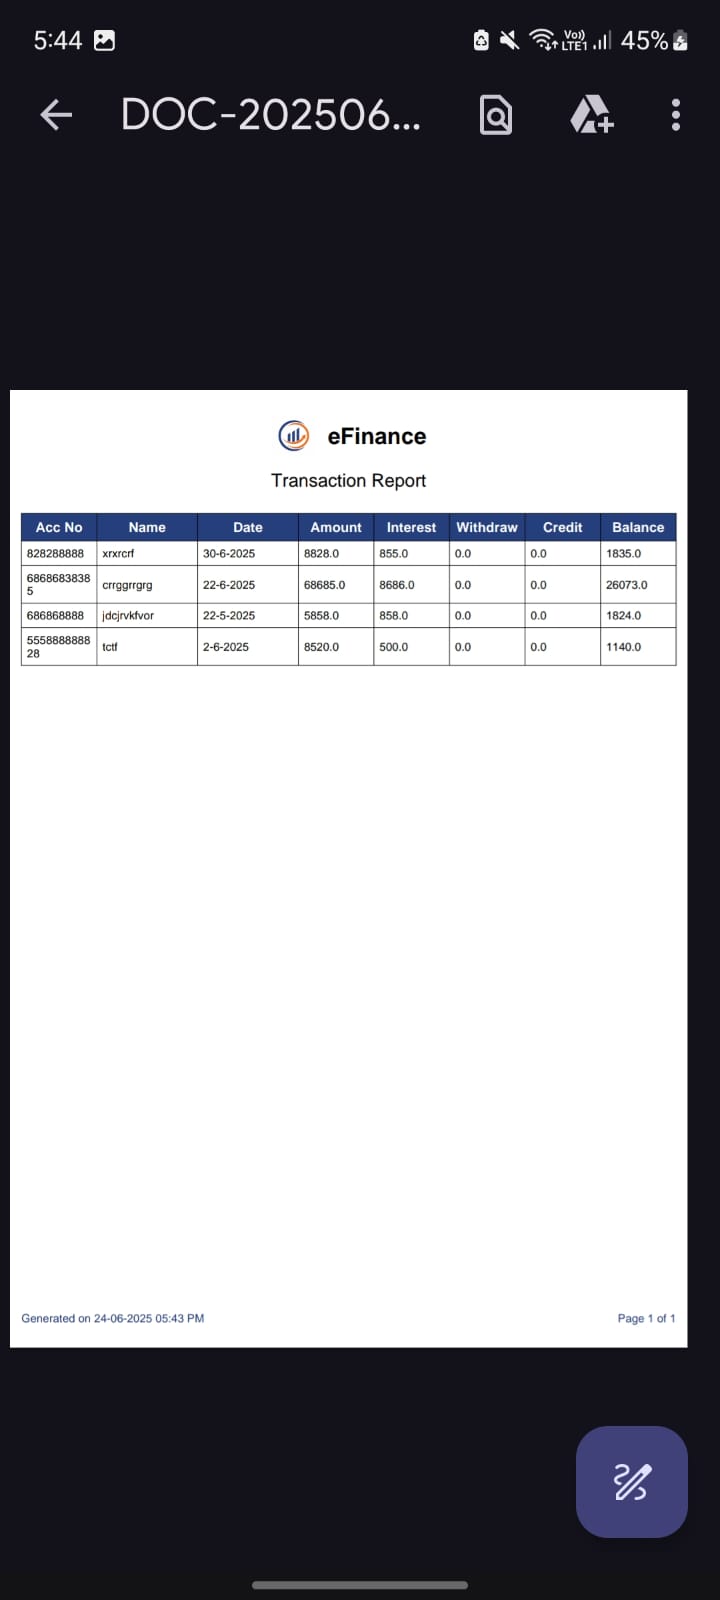 5:44 Vo)) LTE1 45%
DOC-202506...
eFinance
Transaction Report
Acc No Name Date Amount Interest Withdraw Credit Balance
828288888 xrxrcrf 30-6-2025 8828.0 855.0 0.0 0.0 1835.0
6868683838
5 crrggrrgrg 22-6-2025 68685.0 8686.0 0.0 0.0 26073.0
686868888 jdcjrvkfvor 22-5-2025 5858.0 858.0 0.0 0.0 1824.0
5558888888
28 tctf 2-6-2025 8520.0 500.0 0.0 0.0 1140.0
Generated on 24-06-2025 05:43 PM Page 1 of 1